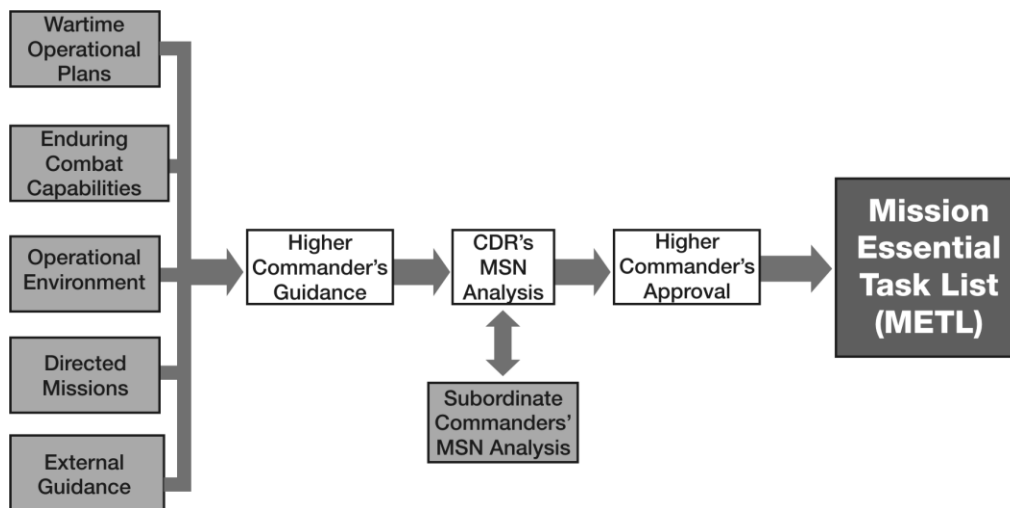 Wartime
Operational
Plans
Enduring
Combat
Capabilities
Operational
Environment
Directed
Missions
External
Guidance
Higher
Commander's
Guidance
CDR's
MSN
Analysis
Subordinate
Commanders'
MSN Analysis
Higher
Commander's
Approval
Mission
Essential
Task List
(METL)